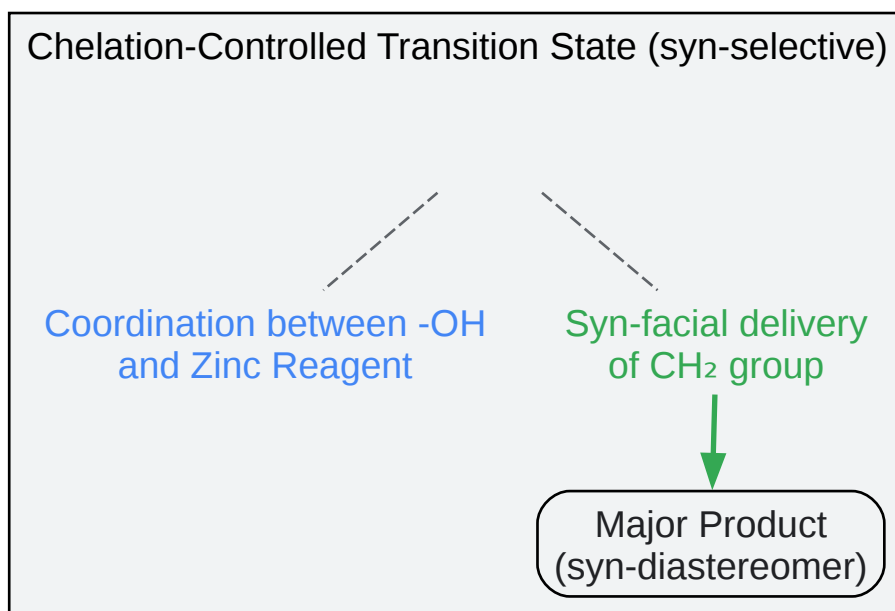 Chelation-Controlled Transition State (syn-selective)
Coordination between -OH
and Zinc Reagent
Syn-facial delivery
of CH₂ group
Major Product
(syn-diastereomer)